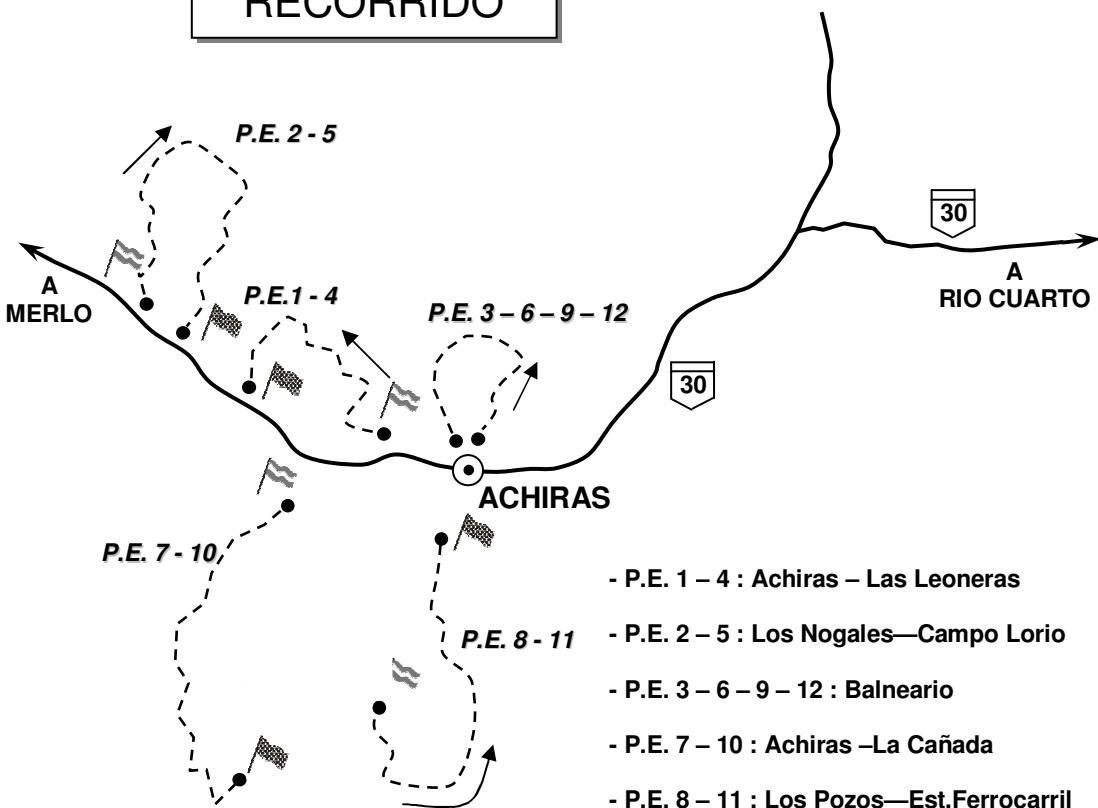 RECORRIDO
P.E. 2 - 5
30
A
MERLO
A
RIO CUARTO
P.E.1 - 4
P.E. 3 – 6 – 9 – 12
30
ACHIRAS
P.E. 7 - 10
P.E. 8 - 11
- P.E. 1 – 4 : Achiras – Las Leoneras
- P.E. 2 – 5 : Los Nogales—Campo Lorio
- P.E. 3 – 6 – 9 – 12 : Balneario
- P.E. 7 – 10 : Achiras –La Cañada
- P.E. 8 – 11 : Los Pozos—Est.Ferrocarril